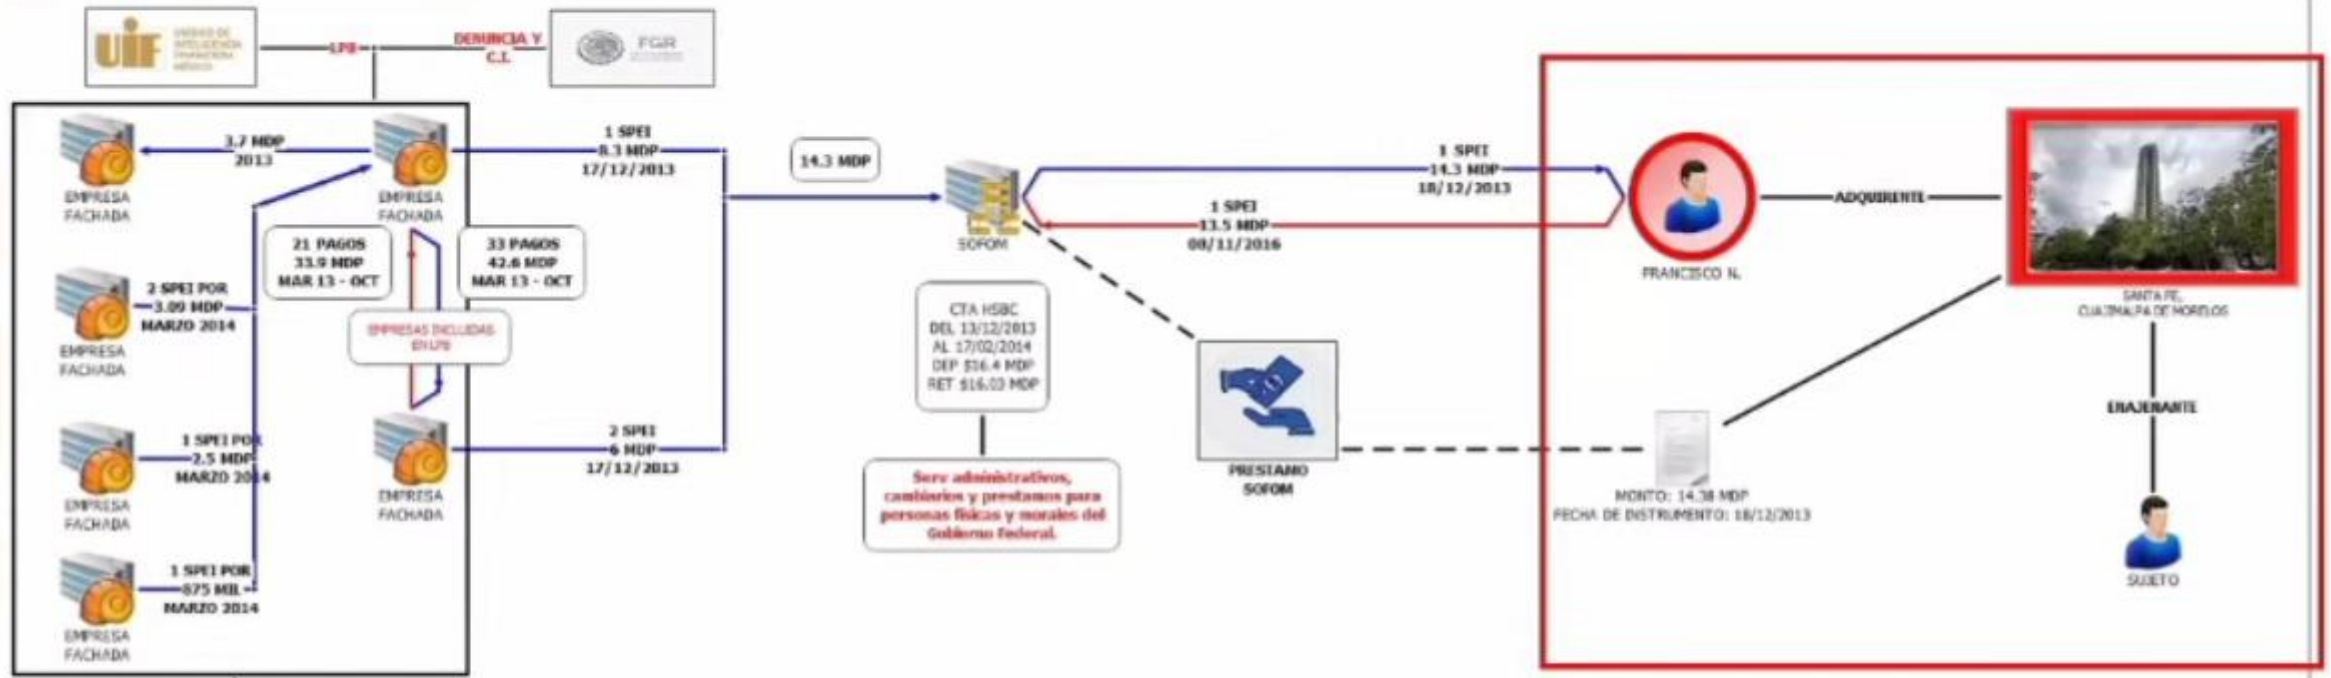 UIF
UNIDAD DE
INTELIGENCIA
FINANCIERA
MÉXICO
LPB
DENUNCIA Y
C.I.
FGR
EMPRESA
FACHADA
3.7 MDP
2013
EMPRESA
FACHADA
1 SPEI
8.3 MDP
17/12/2013
14.3 MDP
SOFOM
1 SPEI
14.3 MDP
18/12/2013
1 SPEI
13.5 MDP
08/11/2016
FRANCISCO N.
ADQUIRENTE
SANTA FE,
CUAJIMALPA DE MORELOS
21 PAGOS
33.9 MDP
MAR 13 - OCT
33 PAGOS
42.6 MDP
MAR 13 - OCT
EMPRESA
FACHADA
2 SPEI POR
3.09 MDP
MARZO 2014
EMPRESAS INCLUIDAS
EN LPB
CTA HSBC
DEL 13/12/2013
AL 17/02/2014
DEP $16.4 MDP
RET $16.03 MDP
ENAJENANTE
EMPRESA
FACHADA
1 SPEI POR
2.5 MDP
MARZO 2014
EMPRESA
FACHADA
2 SPEI
6 MDP
17/12/2013
Serv administrativos,
cambiarios y prestamos para
personas físicas y morales del
Gobierno Federal.
PRESTAMO
SOFOM
MONTO: 14.38 MDP
FECHA DE INSTRUMENTO: 18/12/2013
SUJETO
EMPRESA
FACHADA
1 SPEI POR
875 MIL
MARZO 2014